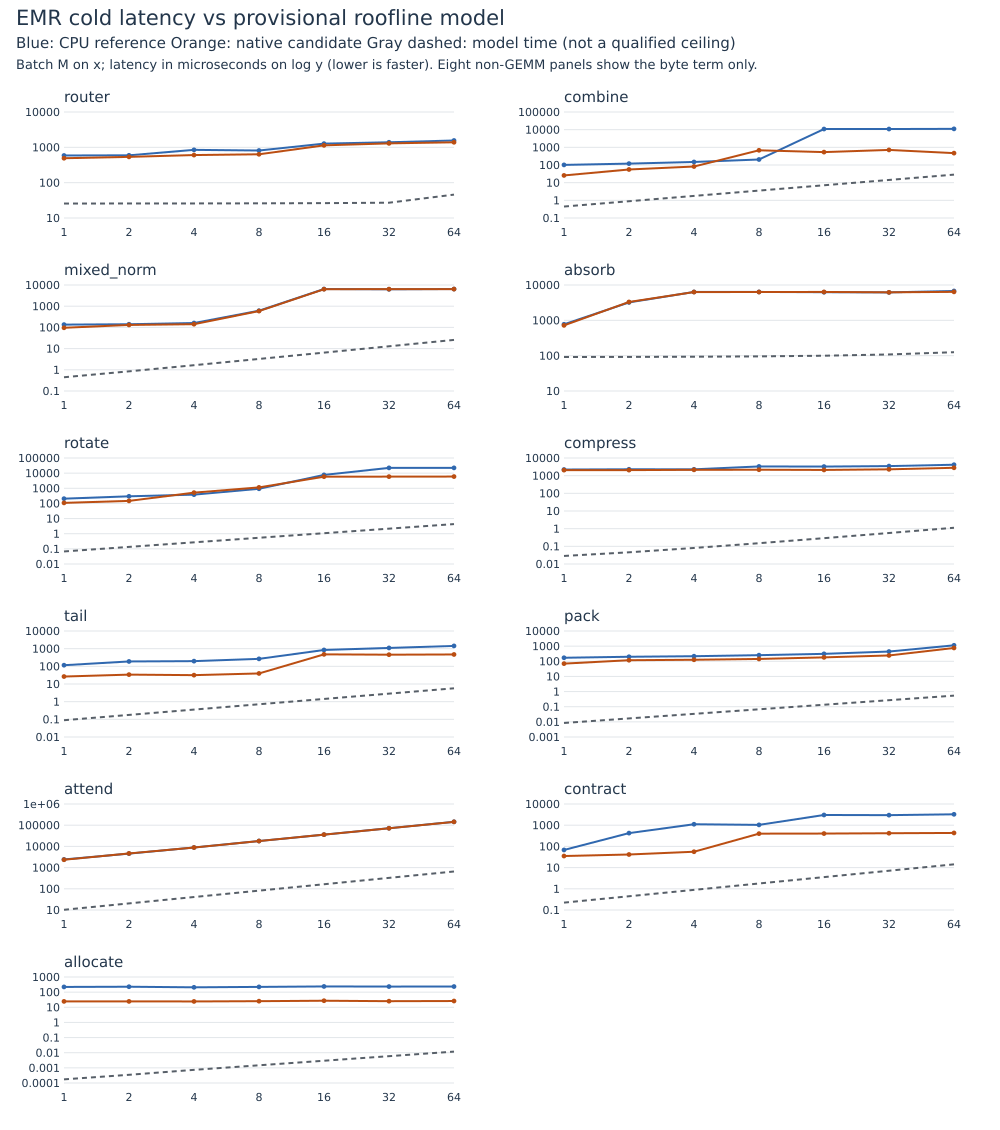 EMR cold latency vs provisional roofline model
Blue: CPU reference Orange: native candidate Gray dashed: model time (not a qualified ceiling)
Batch M on x; latency in microseconds on log y (lower is faster). Eight non-GEMM panels show the byte term only.
router
10000
1000
100
10
1 2 4 8 16 32 64
combine
100000
10000
1000
100
10
1
0.1
1 2 4 8 16 32 64
mixed_norm
10000
1000
100
10
1
0.1
1 2 4 8 16 32 64
absorb
10000
1000
100
10
1 2 4 8 16 32 64
rotate
100000
10000
1000
100
10
1
0.1
0.01
1 2 4 8 16 32 64
compress
10000
1000
100
10
1
0.1
0.01
1 2 4 8 16 32 64
tail
10000
1000
100
10
1
0.1
0.01
1 2 4 8 16 32 64
pack
10000
1000
100
10
1
0.1
0.01
0.001
1 2 4 8 16 32 64
attend
1e+06
100000
10000
1000
100
10
1 2 4 8 16 32 64
contract
10000
1000
100
10
1
0.1
1 2 4 8 16 32 64
allocate
1000
100
10
1
0.1
0.01
0.001
0.0001
1 2 4 8 16 32 64